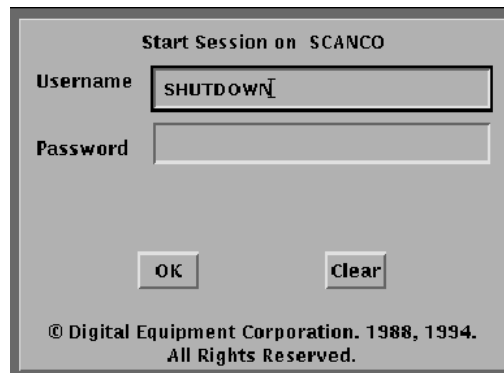 Start Session on SCANCO
Username
SHUTDOWN
Password
OK
Clear
© Digital Equipment Corporation. 1988, 1994.
All Rights Reserved.